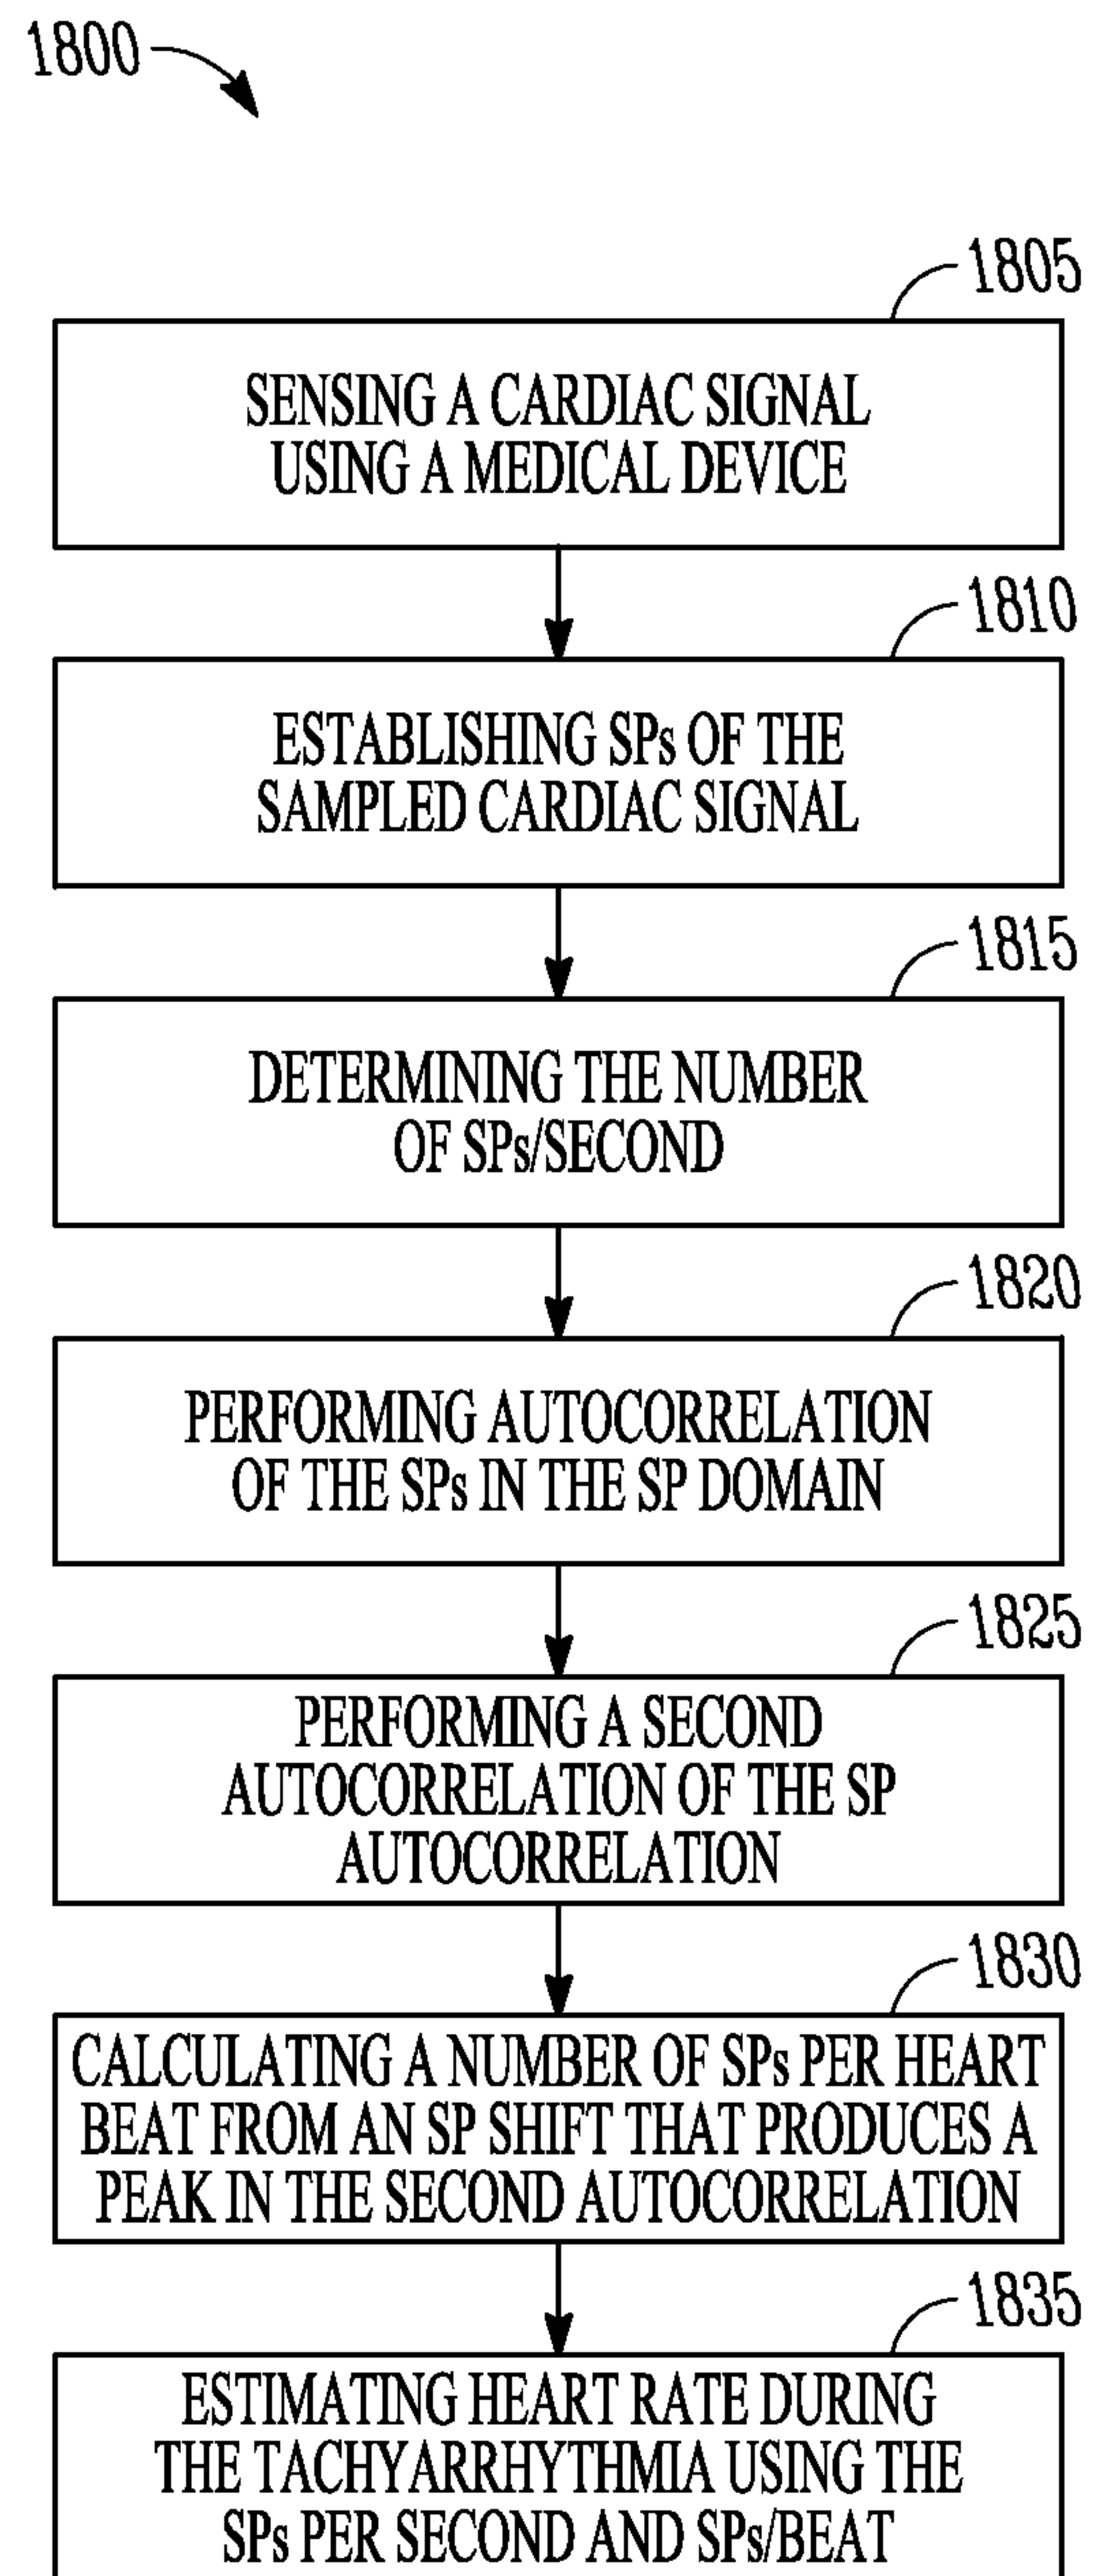 1800
1805
SENSING A CARDIAC SIGNAL
USING A MEDICAL DEVICE
1810
ESTABLISHING SPs OF THE
SAMPLED CARDIAC SIGNAL
1815
DETERMINING THE NUMBER
OF SPs/SECOND
1820
PERFORMING AUTOCORRELATION
OF THE SPs IN THE SP DOMAIN
1825
PERFORMING A SECOND
AUTOCORRELATION OF THE SP
AUTOCORRELATION
1830
CALCULATING A NUMBER OF SPs PER HEART
BEAT FROM AN SP SHIFT THAT PRODUCES A
PEAK IN THE SECOND AUTOCORRELATION
1835
ESTIMATING HEART RATE DURING
THE TACHYARRHYTHMIA USING THE
SPs PER SECOND AND SPs/BEAT